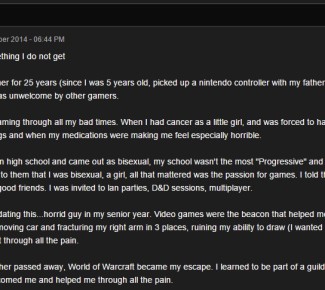 ber 2014 - 06:44 PM
thing I do not get
er for 25 years (since I was 5 years old, picked up a nintendo controller with my father
as unwelcome by other gamers.
aming through all my bad times. When I had cancer as a little girl, and was forced to ha
gs and when my medications were making me feel especially horrible.
n high school and came out as bisexual, my school wasn't the most "Progressive" and
to them that I was bisexual, a girl, all that mattered was the passion for games. I told th
good friends. I was invited to lan parties, D&D sessions, multiplayer.
dating this...horrid guy in my senior year. Video games were the beacon that helped me
moving car and fracturing my right arm in 3 places, ruining my ability to draw (I wanted
t through all the pain.
her passed away, World of Warcraft became my escape. I learned to be part of a guild
comed me and helped me through all the pain.